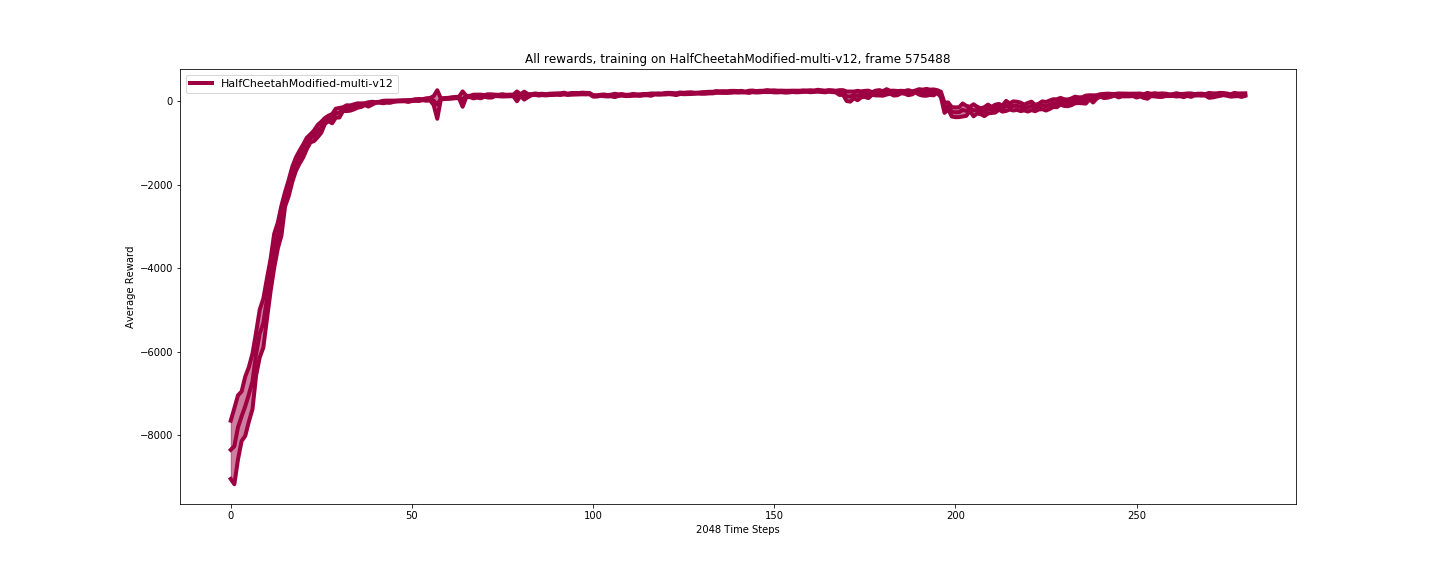 All rewards, training on HalfCheetahModified-multi-v12, frame 575488
HalfCheetahModified-multi-v12
Average Reward
0
−2000
−4000
−6000
−8000
0 50 100 150 200 250
2048 Time Steps